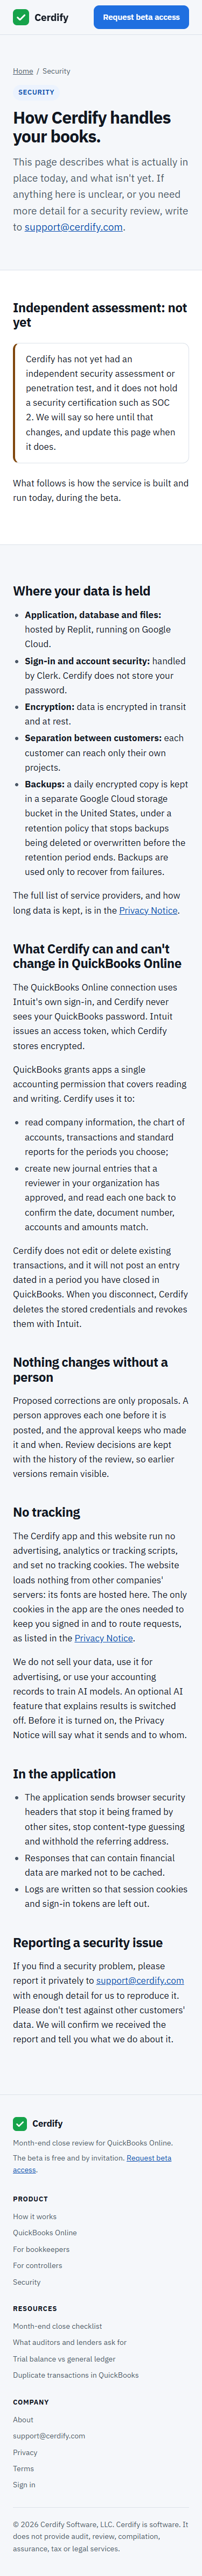 Cerdify
Request beta access
Home / Security
SECURITY
How Cerdify handles
your books.
This page describes what is actually in
place today, and what isn't yet. If
anything here is unclear, or you need
more detail for a security review, write
to support@cerdify.com.
Independent assessment: not
yet
Cerdify has not yet had an
independent security assessment or
penetration test, and it does not hold
a security certification such as SOC
2. We will say so here until that
changes, and update this page when
it does.
What follows is how the service is built and
run today, during the beta.
Where your data is held
• Application, database and files:
hosted by Replit, running on Google
Cloud.
• Sign-in and account security: handled
by Clerk. Cerdify does not store your
password.
• Encryption: data is encrypted in transit
and at rest.
• Separation between customers: each
customer can reach only their own
projects.
• Backups: a daily encrypted copy is kept
in a separate Google Cloud storage
bucket in the United States, under a
retention policy that stops backups
being deleted or overwritten before the
retention period ends. Backups are
used only to recover from failures.
The full list of service providers, and how
long data is kept, is in the Privacy Notice.
What Cerdify can and can't
change in QuickBooks Online
The QuickBooks Online connection uses
Intuit's own sign-in, and Cerdify never
sees your QuickBooks password. Intuit
issues an access token, which Cerdify
stores encrypted.
QuickBooks grants apps a single
accounting permission that covers reading
and writing. Cerdify uses it to:
• read company information, the chart of
accounts, transactions and standard
reports for the periods you choose;
• create new journal entries that a
reviewer in your organization has
approved, and read each one back to
confirm the date, document number,
accounts and amounts match.
Cerdify does not edit or delete existing
transactions, and it will not post an entry
dated in a period you have closed in
QuickBooks. When you disconnect, Cerdify
deletes the stored credentials and revokes
them with Intuit.
Nothing changes without a
person
Proposed corrections are only proposals. A
person approves each one before it is
posted, and the approval keeps who made
it and when. Review decisions are kept
with the history of the review, so earlier
versions remain visible.
No tracking
The Cerdify app and this website run no
advertising, analytics or tracking scripts,
and set no tracking cookies. The website
loads nothing from other companies'
servers: its fonts are hosted here. The only
cookies in the app are the ones needed to
keep you signed in and to route requests,
as listed in the Privacy Notice.
We do not sell your data, use it for
advertising, or use your accounting
records to train AI models. An optional AI
feature that explains results is switched
off. Before it is turned on, the Privacy
Notice will say what it sends and to whom.
In the application
• The application sends browser security
headers that stop it being framed by
other sites, stop content-type guessing
and withhold the referring address.
• Responses that can contain financial
data are marked not to be cached.
• Logs are written so that session cookies
and sign-in tokens are left out.
Reporting a security issue
If you find a security problem, please
report it privately to support@cerdify.com
with enough detail for us to reproduce it.
Please don't test against other customers'
data. We will confirm we received the
report and tell you what we do about it.
Cerdify
Month-end close review for QuickBooks Online.
The beta is free and by invitation. Request beta
access.
PRODUCT
How it works
QuickBooks Online
For bookkeepers
For controllers
Security
RESOURCES
Month-end close checklist
What auditors and lenders ask for
Trial balance vs general ledger
Duplicate transactions in QuickBooks
COMPANY
About
support@cerdify.com
Privacy
Terms
Sign in
© 2026 Cerdify Software, LLC. Cerdify is software. It
does not provide audit, review, compilation,
assurance, tax or legal services.